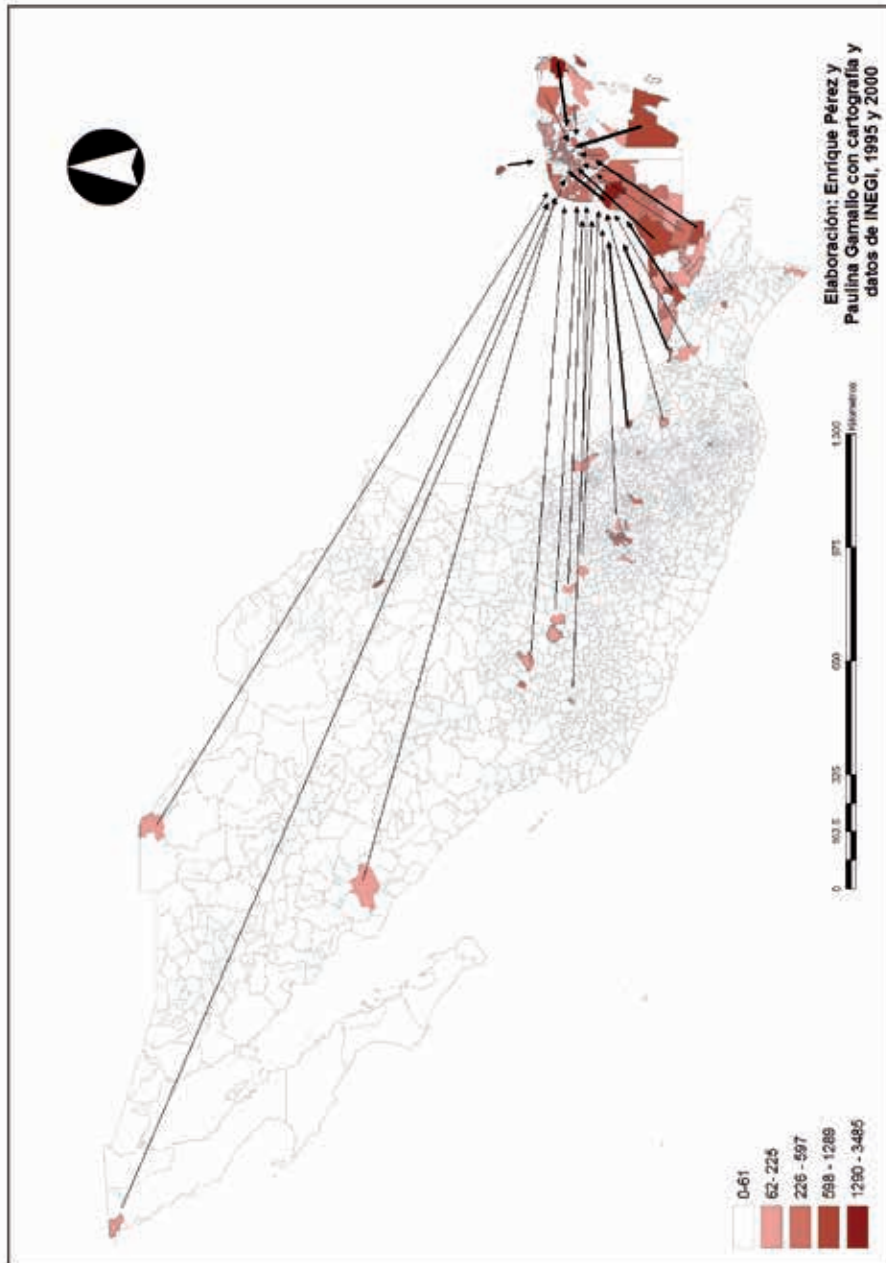 Elaboración: Enrique Pérez y
Paulina Gamallo con cartografía y
datos de INEGI, 1995 y 2000
0 162.5 325 650 975 1,300
Kilometros
0-61
62- 225
226 - 597
598 - 1289
1290 - 3485